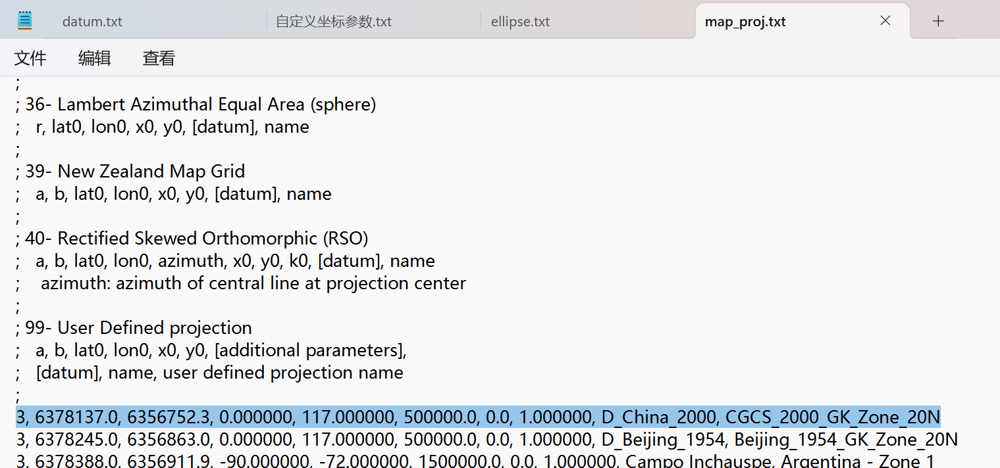 datum.txt
自定义坐标参数.txt
ellipse.txt
map_proj.txt
文件 编辑 查看
;
; 36- Lambert Azimuthal Equal Area (sphere)
;   r, lat0, lon0, x0, y0, [datum], name
;
; 39- New Zealand Map Grid
;   a, b, lat0, lon0, x0, y0, [datum], name
;
; 40- Rectified Skewed Orthomorphic (RSO)
;   a, b, lat0, lon0, azimuth, x0, y0, k0, [datum], name
;    azimuth: azimuth of central line at projection center
;
; 99- User Defined projection
;   a, b, lat0, lon0, x0, y0, [additional parameters],
;   [datum], name, user defined projection name
;
3, 6378137.0, 6356752.3, 0.000000, 117.000000, 500000.0, 0.0, 1.000000, D_China_2000, CGCS_2000_GK_Zone_20N
3, 6378245.0, 6356863.0, 0.000000, 117.000000, 500000.0, 0.0, 1.000000, D_Beijing_1954, Beijing_1954_GK_Zone_20N
3, 6378388.0, 6356911.9, -90.000000, -72.000000, 1500000.0, 0.0, 1.000000, Campo Inchauspe, Argentina - Zone 1